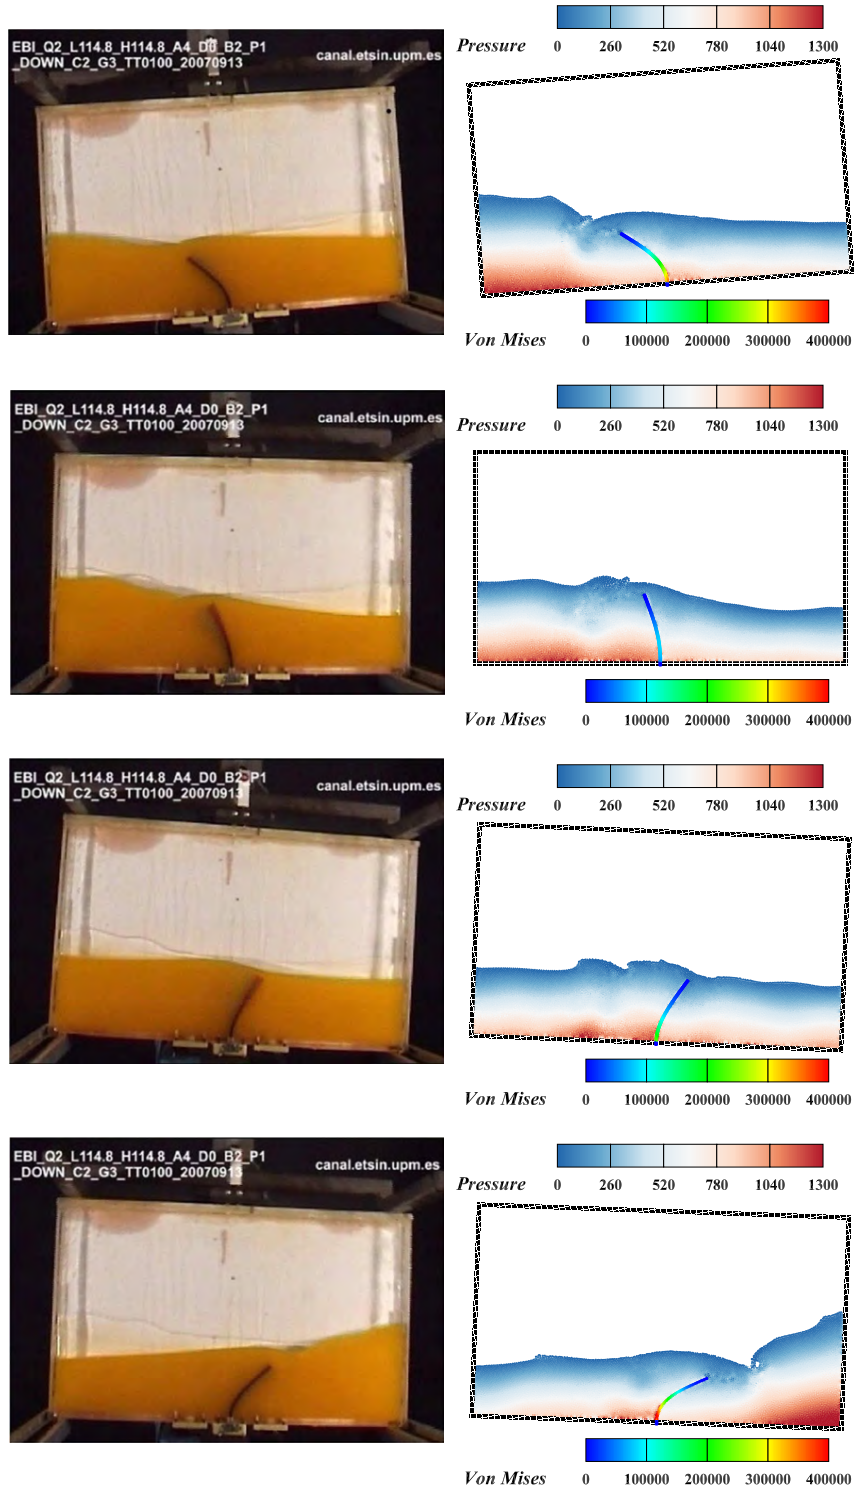 EBI_Q2_L114.8_H114.8_A4_D0_B2_P1
_DOWN_C2_G3_TT0100_20070913
canal.etsin.upm.es
Pressure 0 260 520 780 1040 1300
Von Mises 0 100000 200000 300000 400000
EBI_Q2_L114.8_H114.8_A4_D0_B2_P1
_DOWN_C2_G3_TT0100_20070913
canal.etsin.upm.es
Pressure 0 260 520 780 1040 1300
Von Mises 0 100000 200000 300000 400000
EBI_Q2_L114.8_H114.8_A4_D0_B2_P1
_DOWN_C2_G3_TT0100_20070913
canal.etsin.upm.es
Pressure 0 260 520 780 1040 1300
Von Mises 0 100000 200000 300000 400000
EBI_Q2_L114.8_H114.8_A4_D0_B2_P1
_DOWN_C2_G3_TT0100_20070913
canal.etsin.upm.es
Pressure 0 260 520 780 1040 1300
Von Mises 0 100000 200000 300000 400000